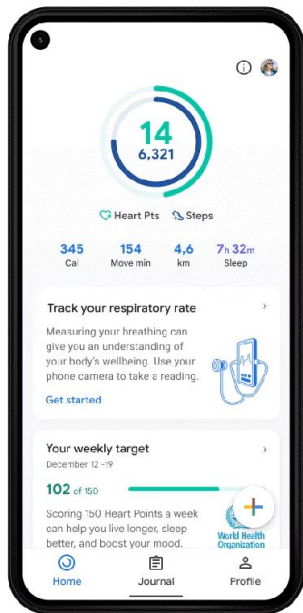 14
6,321
Heart Pts Steps
345 154 4,6 7h 32m
Cal Move min km Sleep
Track your respiratory rate
Measuring your breathing can
give you an understanding of
your body's wellbeing. Use your
phone camera to take a reading.
Get started
Your weekly target
December 12 -19
102 of 150
Scoring 150 Heart Points a week
can help you live longer, sleep
better, and boost your mood.
World Health
Organization
Home Journal Profile